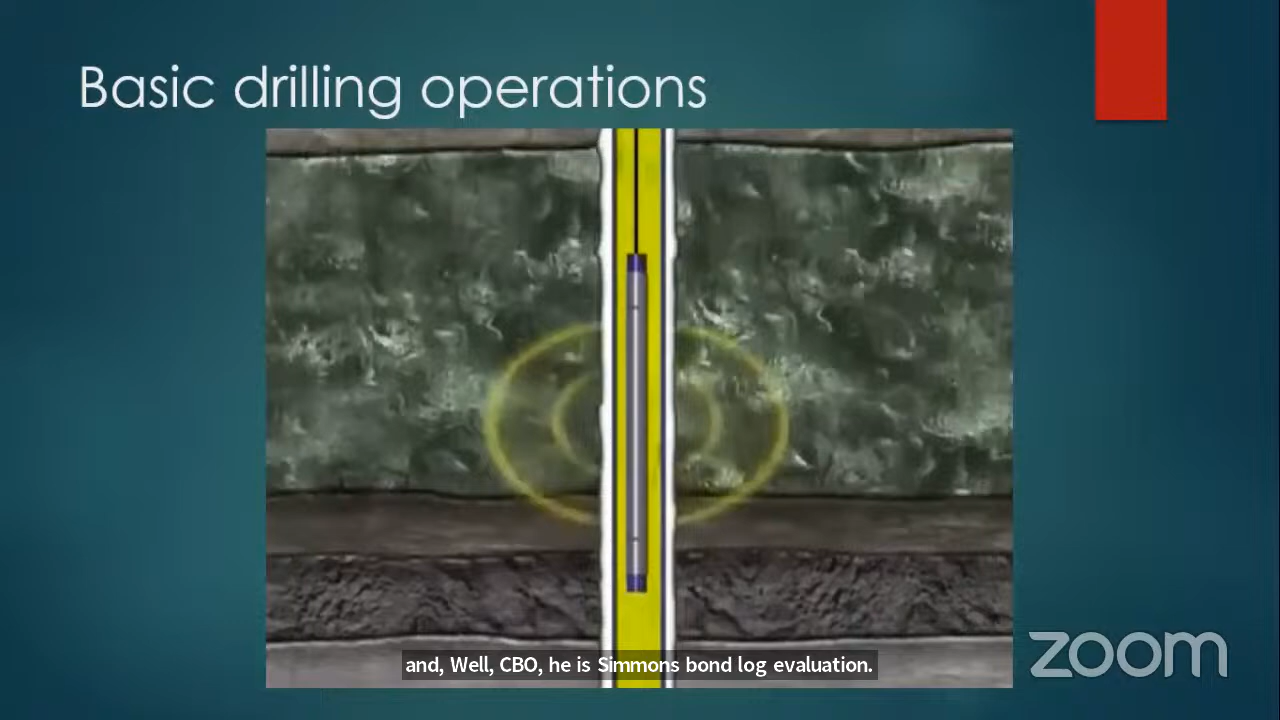 Basic drilling operations
and, Well, CBO, he is Simmons bond log evaluation.
zoom